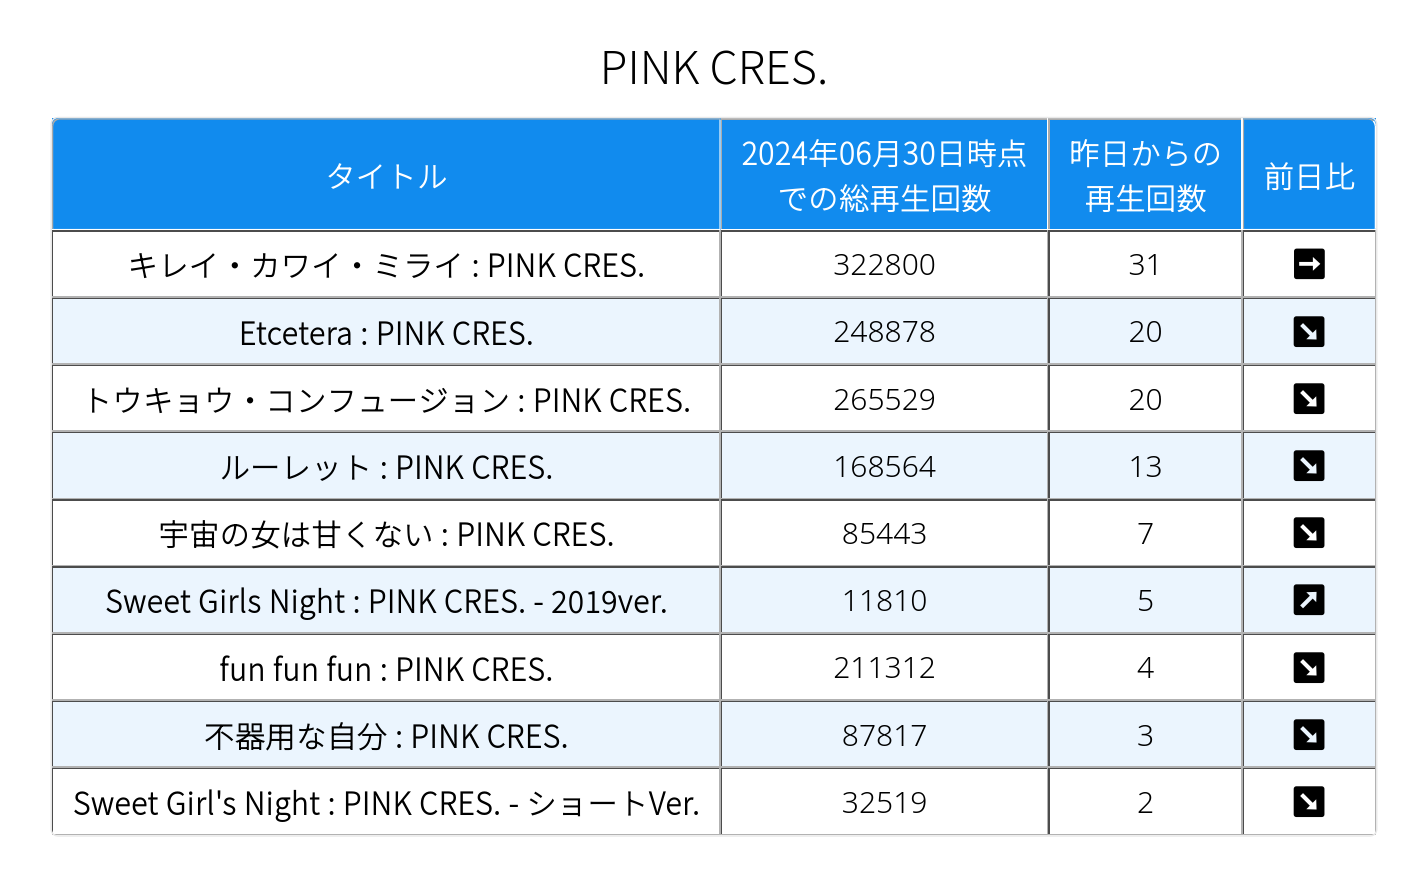 PINK CRES.
タイトル 2024年06月30日時点での総再生回数 昨日からの再生回数 前日比
キレイ・カワイ・ミライ : PINK CRES. 322800 31 →
Etcetera : PINK CRES. 248878 20 ↘
トウキョウ・コンフュージョン : PINK CRES. 265529 20 ↘
ルーレット : PINK CRES. 168564 13 ↘
宇宙の女は甘くない : PINK CRES. 85443 7 ↘
Sweet Girls Night : PINK CRES. - 2019ver. 11810 5 ↗
fun fun fun : PINK CRES. 211312 4 ↘
不器用な自分 : PINK CRES. 87817 3 ↘
Sweet Girl's Night : PINK CRES. - ショートVer. 32519 2 ↘